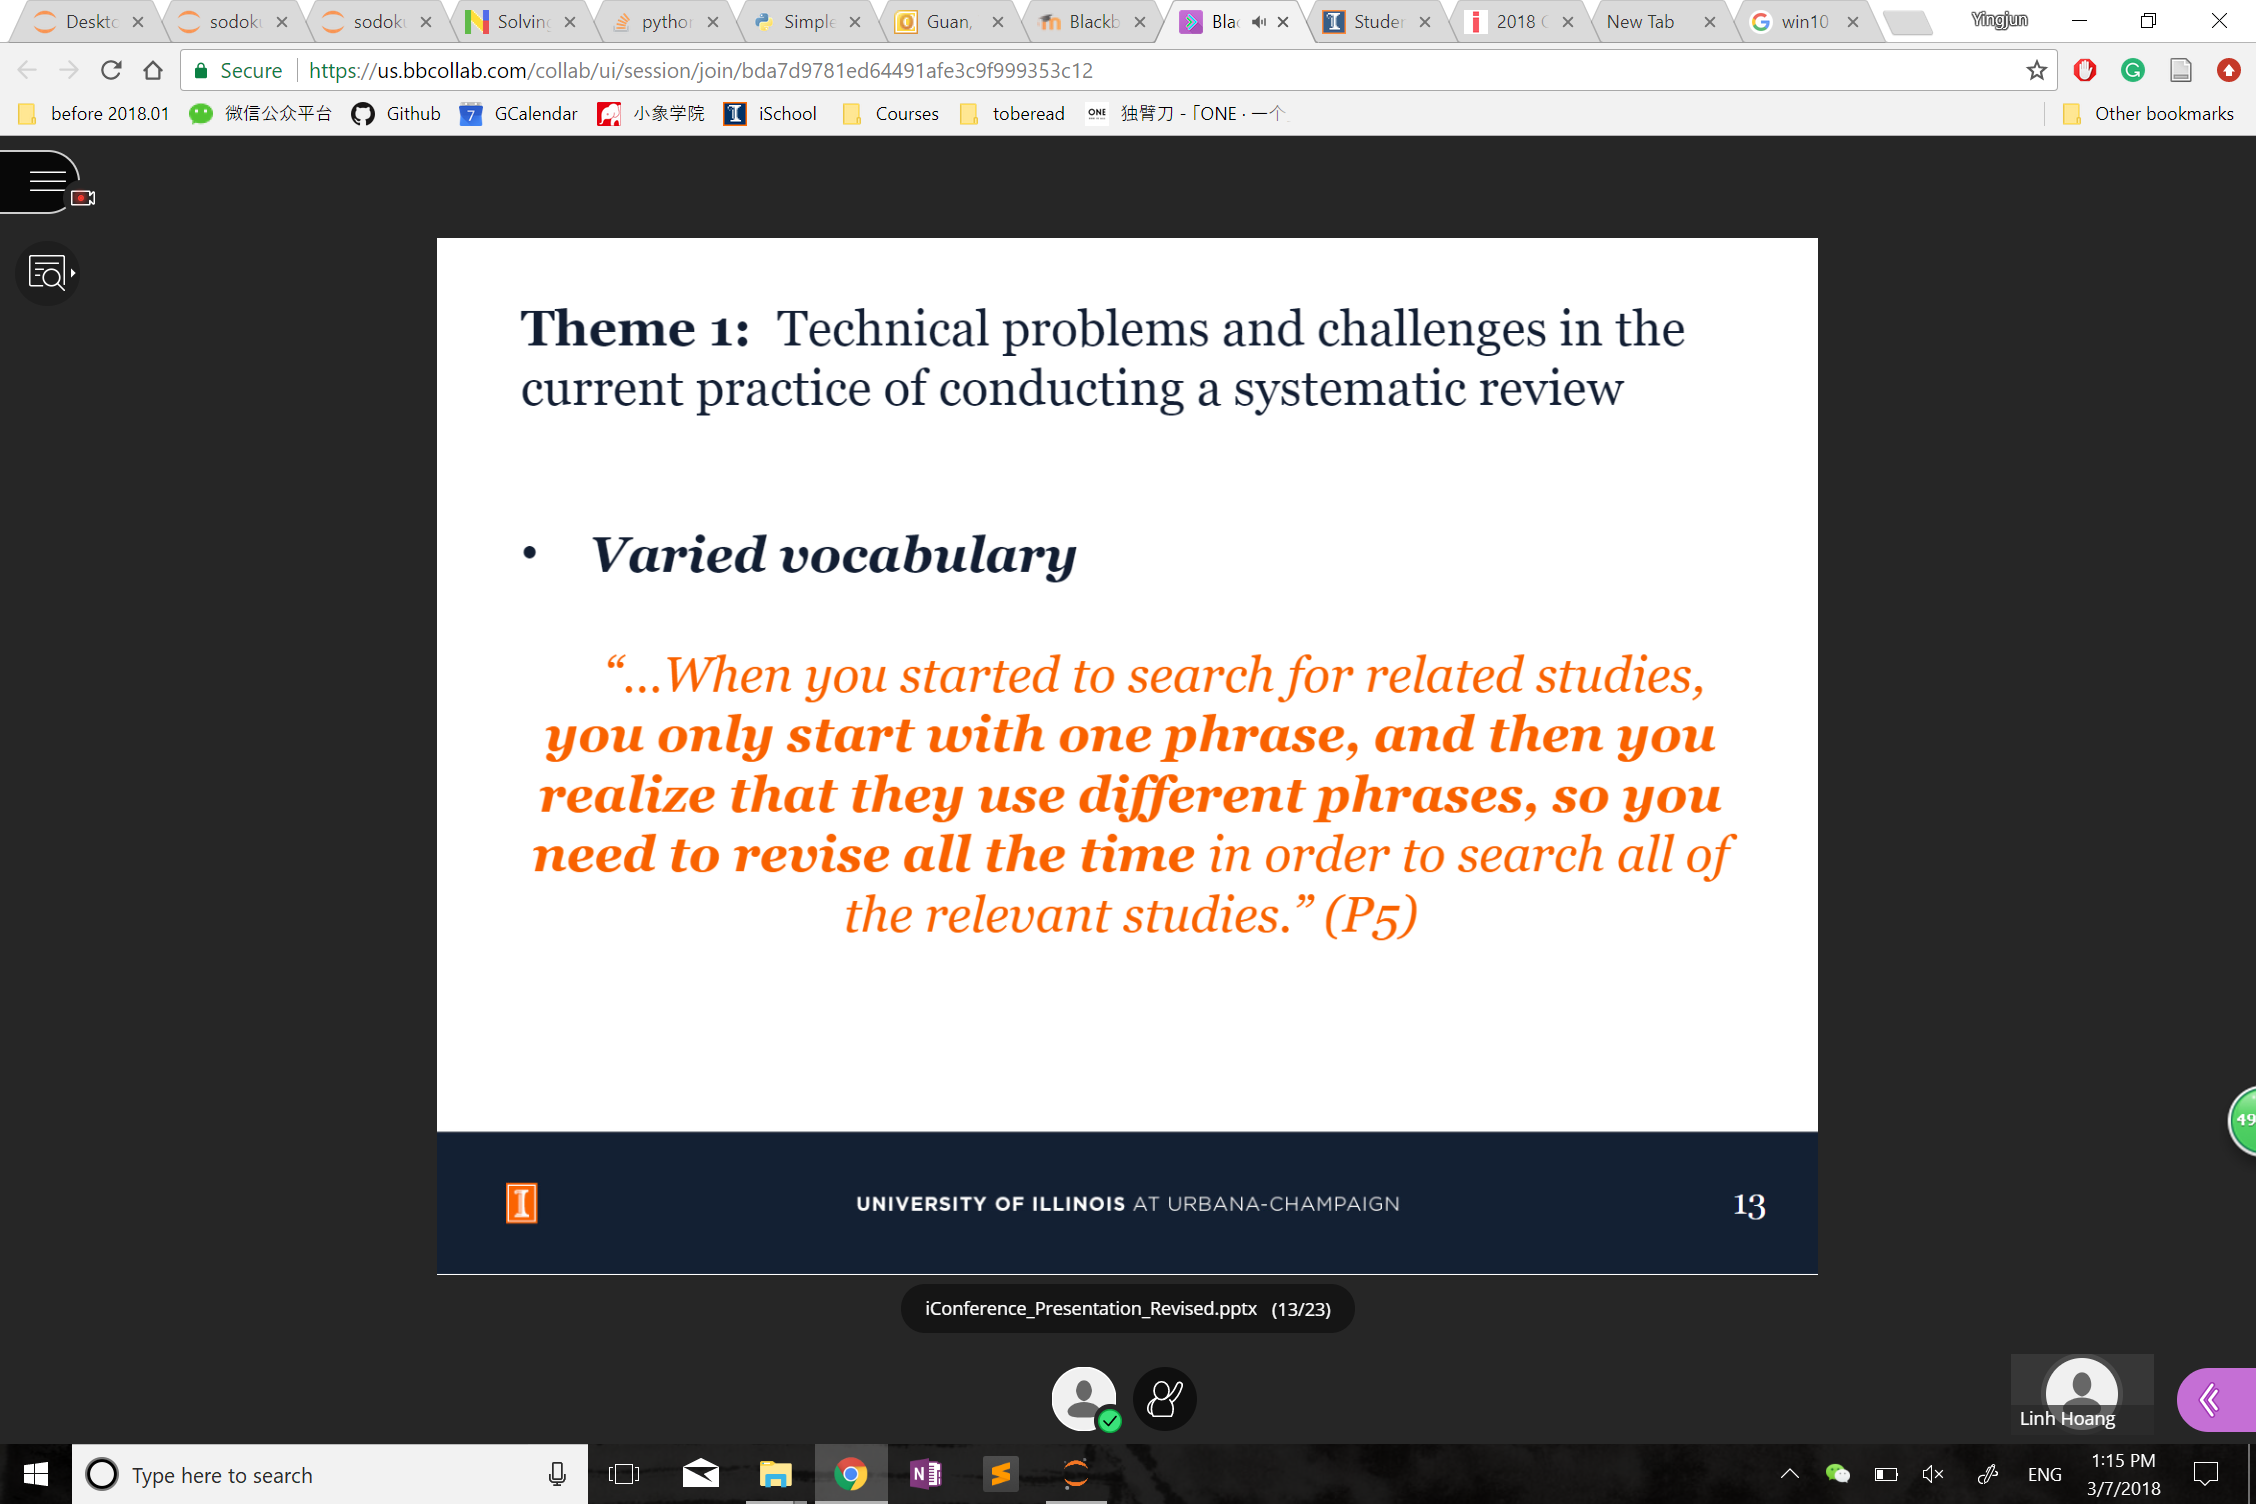 Deskto
sodoku
sodoku
Solving
python
Simple
Guan,
Blackb
Bla
Studen
2018
New Tab
win10
Yingjun
Secure
https://us.bbcollab.com/collab/ui/session/join/bda7d9781ed64491afe3c9f999353c12
before 2018.01
微信公众平台
Github
7
GCalendar
小象学院
iSchool
Courses
toberead
ONE
独臂刀 -「ONE · 一个
Other bookmarks
Theme 1: Technical problems and challenges in the
current practice of conducting a systematic review
• Varied vocabulary
“...When you started to search for related studies,
you only start with one phrase, and then you
realize that they use different phrases, so you
need to revise all the time in order to search all of
the relevant studies.” (P5)
49
I
UNIVERSITY OF ILLINOIS AT URBANA-CHAMPAIGN
13
iConference_Presentation_Revised.pptx (13/23)
Linh Hoang
Type here to search
ENG
1:15 PM
3/7/2018